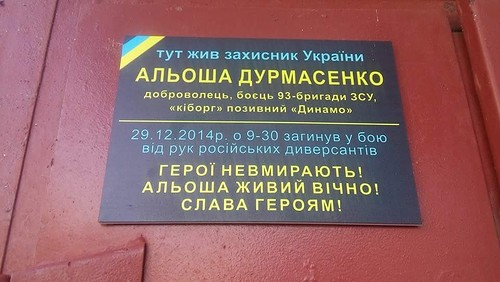 тут жив захисник України
АЛЬОША ДУРМАСЕНКО
доброволець, боєць 93-бригади ЗСУ,
«кіборг» позивний «Динамо»
29.12.2014р. о 9-30 загинув у бою
від рук російських диверсантів
ГЕРОЇ НЕВМИРАЮТЬ!
АЛЬОША ЖИВИЙ ВІЧНО!
СЛАВА ГЕРОЯМ!